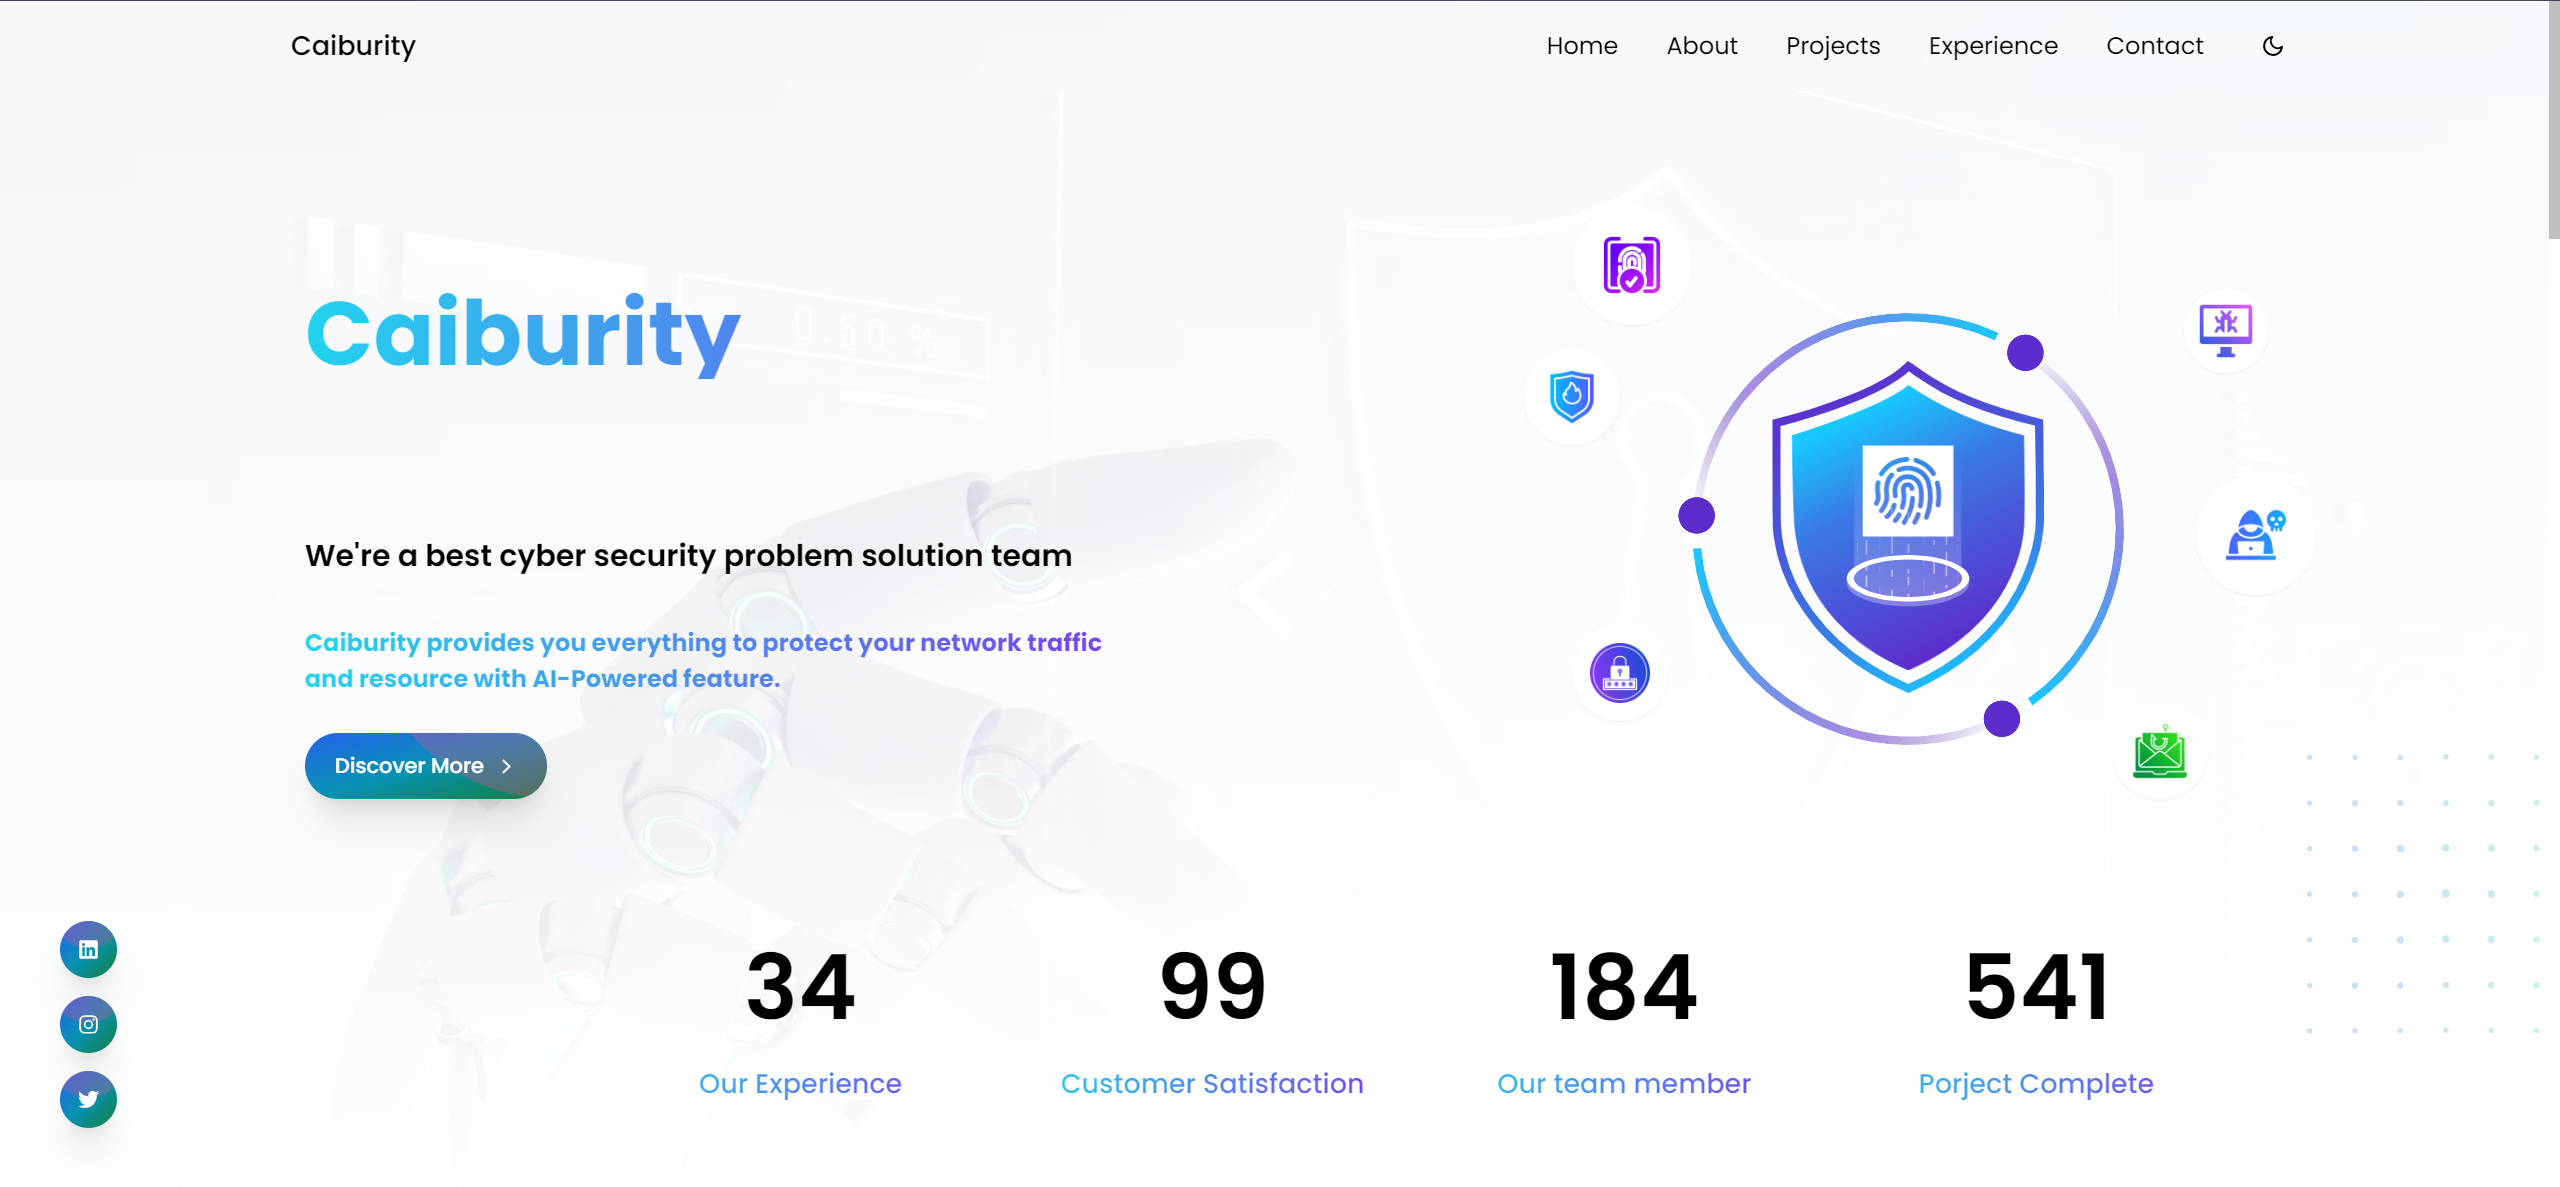 Caiburity
Home About Projects Experience Contact
0.50 %
Caiburity
We're a best cyber security problem solution team
Caiburity provides you everything to protect your network traffic
and resource with AI-Powered feature.
Discover More
34 99 184 541
Our Experience Customer Satisfaction Our team member Porject Complete